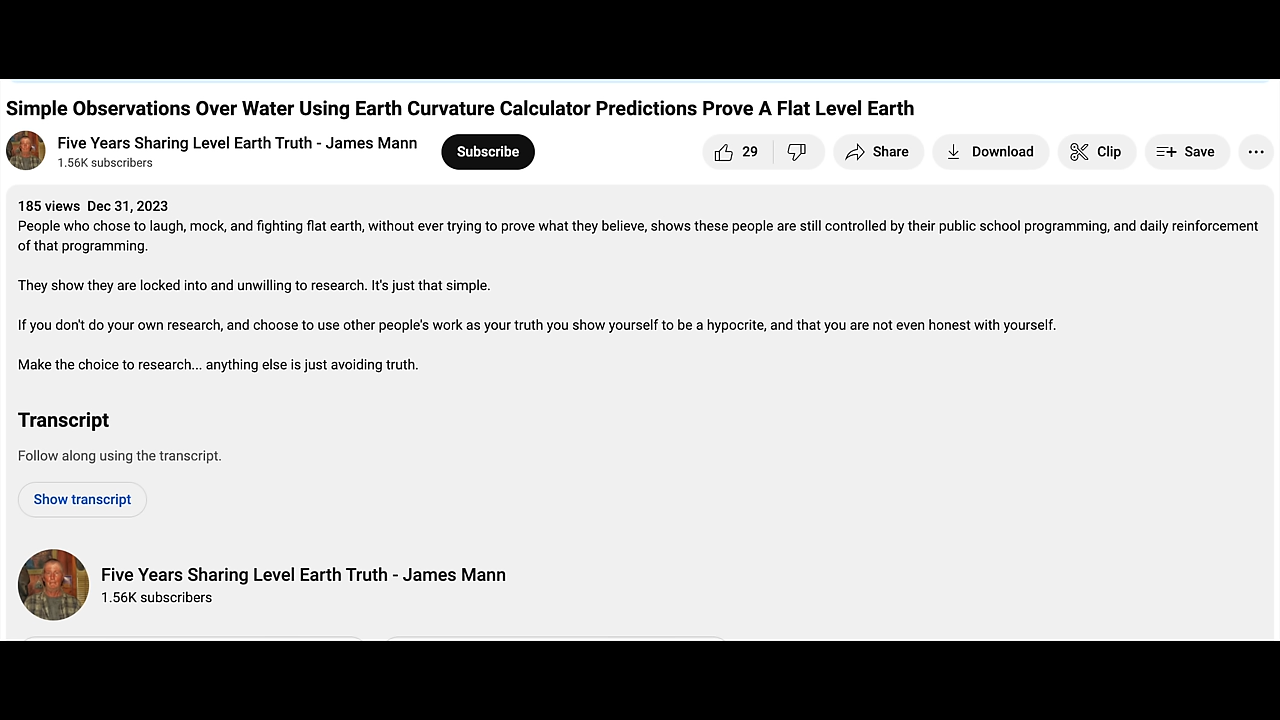 Simple Observations Over Water Using Earth Curvature Calculator Predictions Prove A Flat Level Earth
Five Years Sharing Level Earth Truth - James Mann
1.56K subscribers
Subscribe
29
Share
Download
Clip
Save
185 views Dec 31, 2023
People who chose to laugh, mock, and fighting flat earth, without ever trying to prove what they believe, shows these people are still controlled by their public school programming, and daily reinforcement
of that programming.
They show they are locked into and unwilling to research. It's just that simple.
If you don't do your own research, and choose to use other people's work as your truth you show yourself to be a hypocrite, and that you are not even honest with yourself.
Make the choice to research... anything else is just avoiding truth.
Transcript
Follow along using the transcript.
Show transcript
Five Years Sharing Level Earth Truth - James Mann
1.56K subscribers